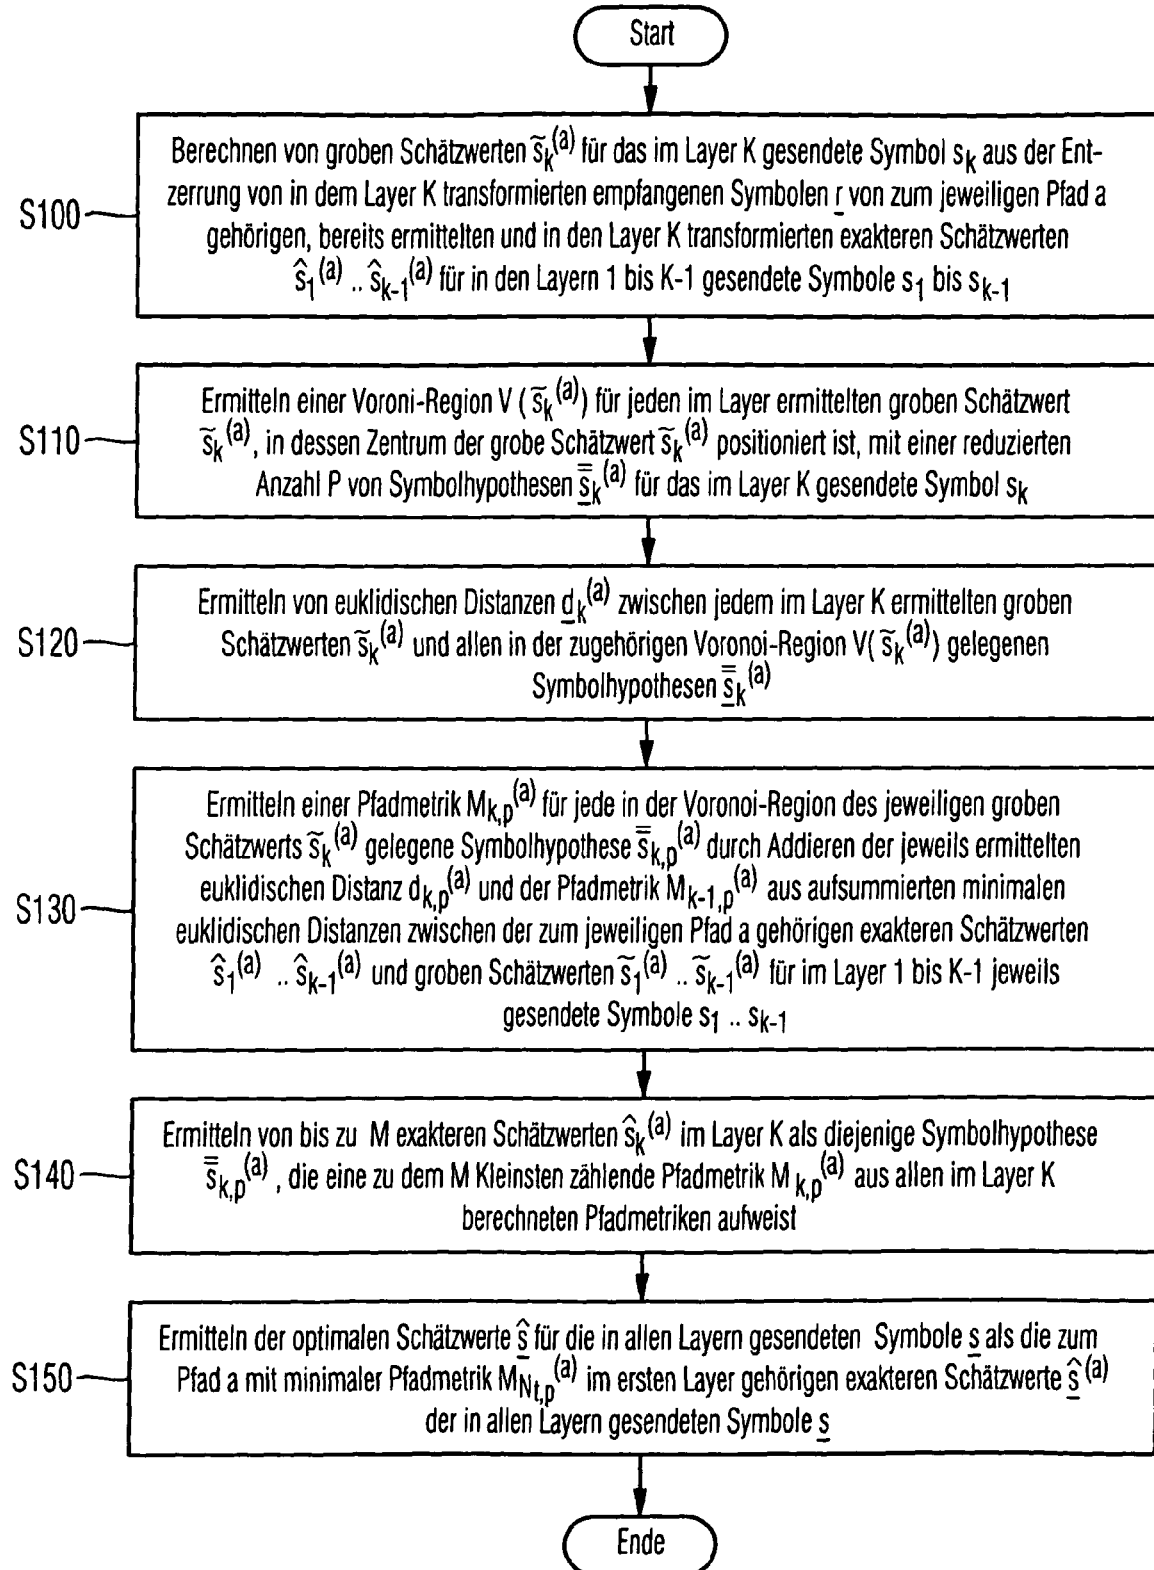 Start
S100
Berechnen von groben Schätzwerten s̃k(a) für das im Layer K gesendete Symbol sk aus der Ent-
zerrung von in dem Layer K transformierten empfangenen Symbolen r̲ von zum jeweiligen Pfad a
gehörigen, bereits ermittelten und in den Layer K transformierten exakteren Schätzwerten
ŝ1(a) .. ŝk-1(a) für in den Layern 1 bis K-1 gesendete Symbole s1 bis sk-1
S110
Ermitteln einer Voroni-Region V ( s̃k(a)) für jeden im Layer ermittelten groben Schätzwert
s̃k(a), in dessen Zentrum der grobe Schätzwert s̃k(a) positioniert ist, mit einer reduzierten
Anzahl P von Symbolhypothesen s̲̿k(a) für das im Layer K gesendete Symbol sk
S120
Ermitteln von euklidischen Distanzen d̲k(a) zwischen jedem im Layer K ermittelten groben
Schätzwerten s̃k(a) und allen in der zugehörigen Voronoi-Region V( s̃k(a)) gelegenen
Symbolhypothesen s̲̿k(a)
S130
Ermitteln einer Pfadmetrik Mk,p(a) für jede in der Voronoi-Region des jeweiligen groben
Schätzwerts s̃k(a) gelegene Symbolhypothese s̿k,p(a) durch Addieren der jeweils ermittelten
euklidischen Distanz dk,p(a) und der Pfadmetrik Mk-1,p(a) aus aufsummierten minimalen
euklidischen Distanzen zwischen der zum jeweiligen Pfad a gehörigen exakteren Schätzwerten
ŝ1(a) .. ŝk-1(a) und groben Schätzwerten s̃1(a) .. s̃k-1(a) für im Layer 1 bis K-1 jeweils
gesendete Symbole s1 .. sk-1
S140
Ermitteln von bis zu M exakteren Schätzwerten ŝk(a) im Layer K als diejenige Symbolhypothese
s̿k,p(a) , die eine zu dem M Kleinsten zählende Pfadmetrik Mk,p(a) aus allen im Layer K
berechneten Pfadmetriken aufweist
S150
Ermitteln der optimalen Schätzwerte ŝ̲ für die in allen Layern gesendeten Symbole s̲ als die zum
Pfad a mit minimaler Pfadmetrik MNt,p(a) im ersten Layer gehörigen exakteren Schätzwerte ŝ̲(a)
der in allen Layern gesendeten Symbole s̲
Ende